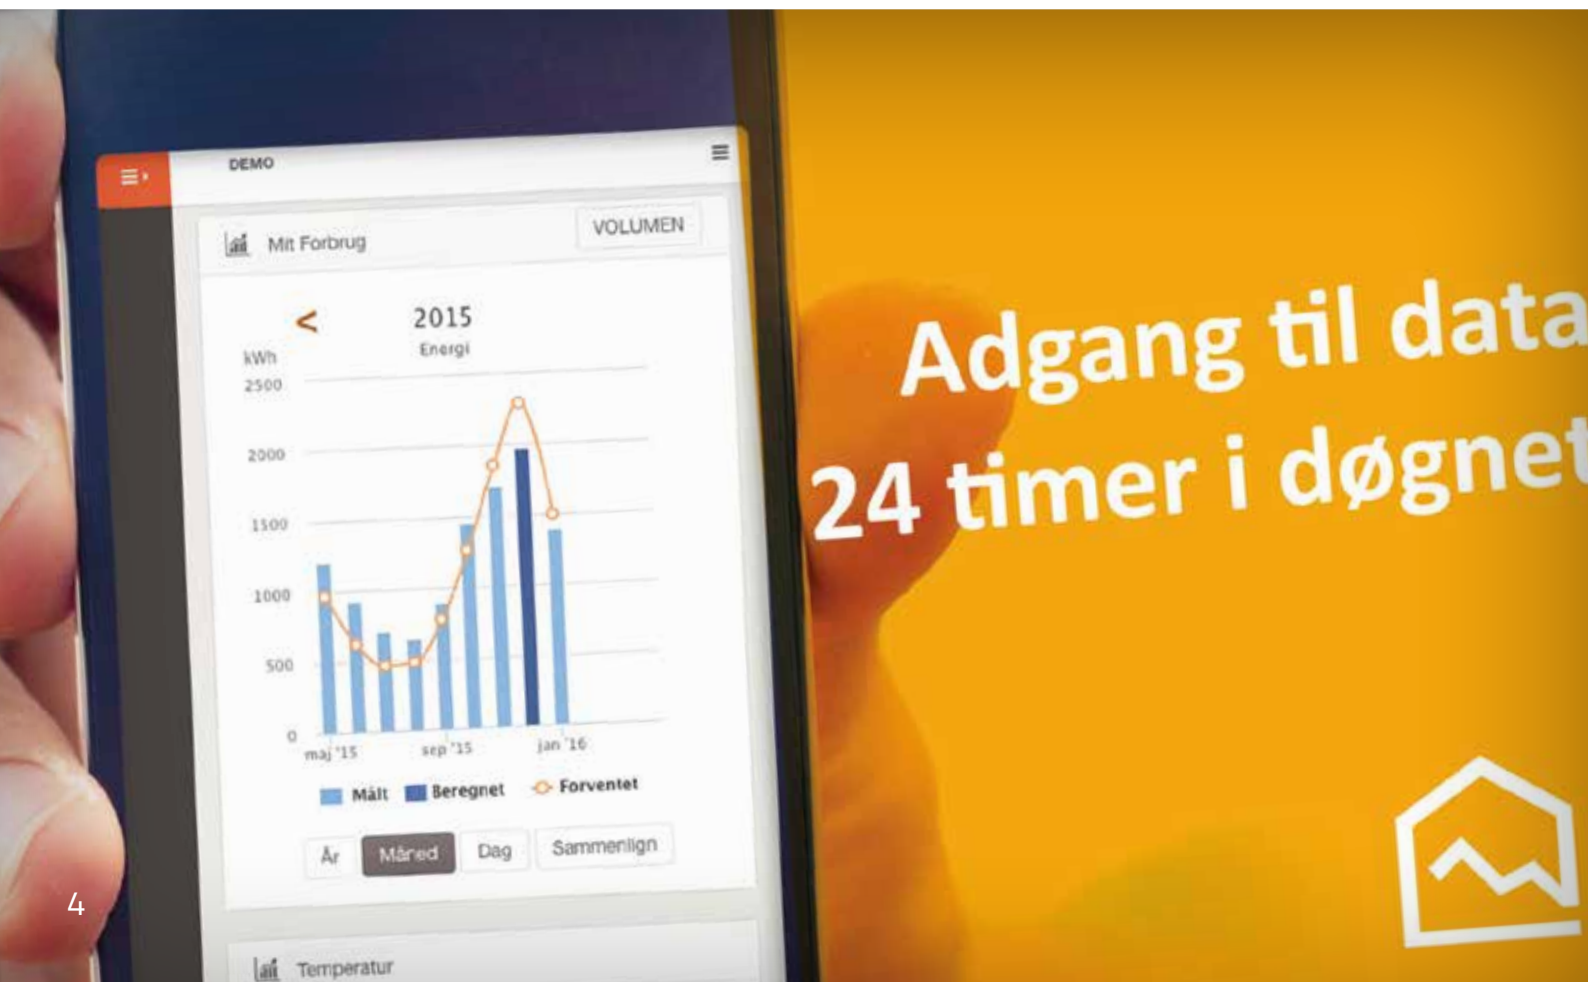 DEMO
Mit Forbrug
VOLUMEN
<
2015
Energi
kWh
2500
2000
1500
1000
500
0
maj '15
sep '15
jan '16
Målt
Beregnet
Forventet
År
Måned
Dag
Sammenlign
Temperatur
Adgang til data
24 timer i døgnet
4